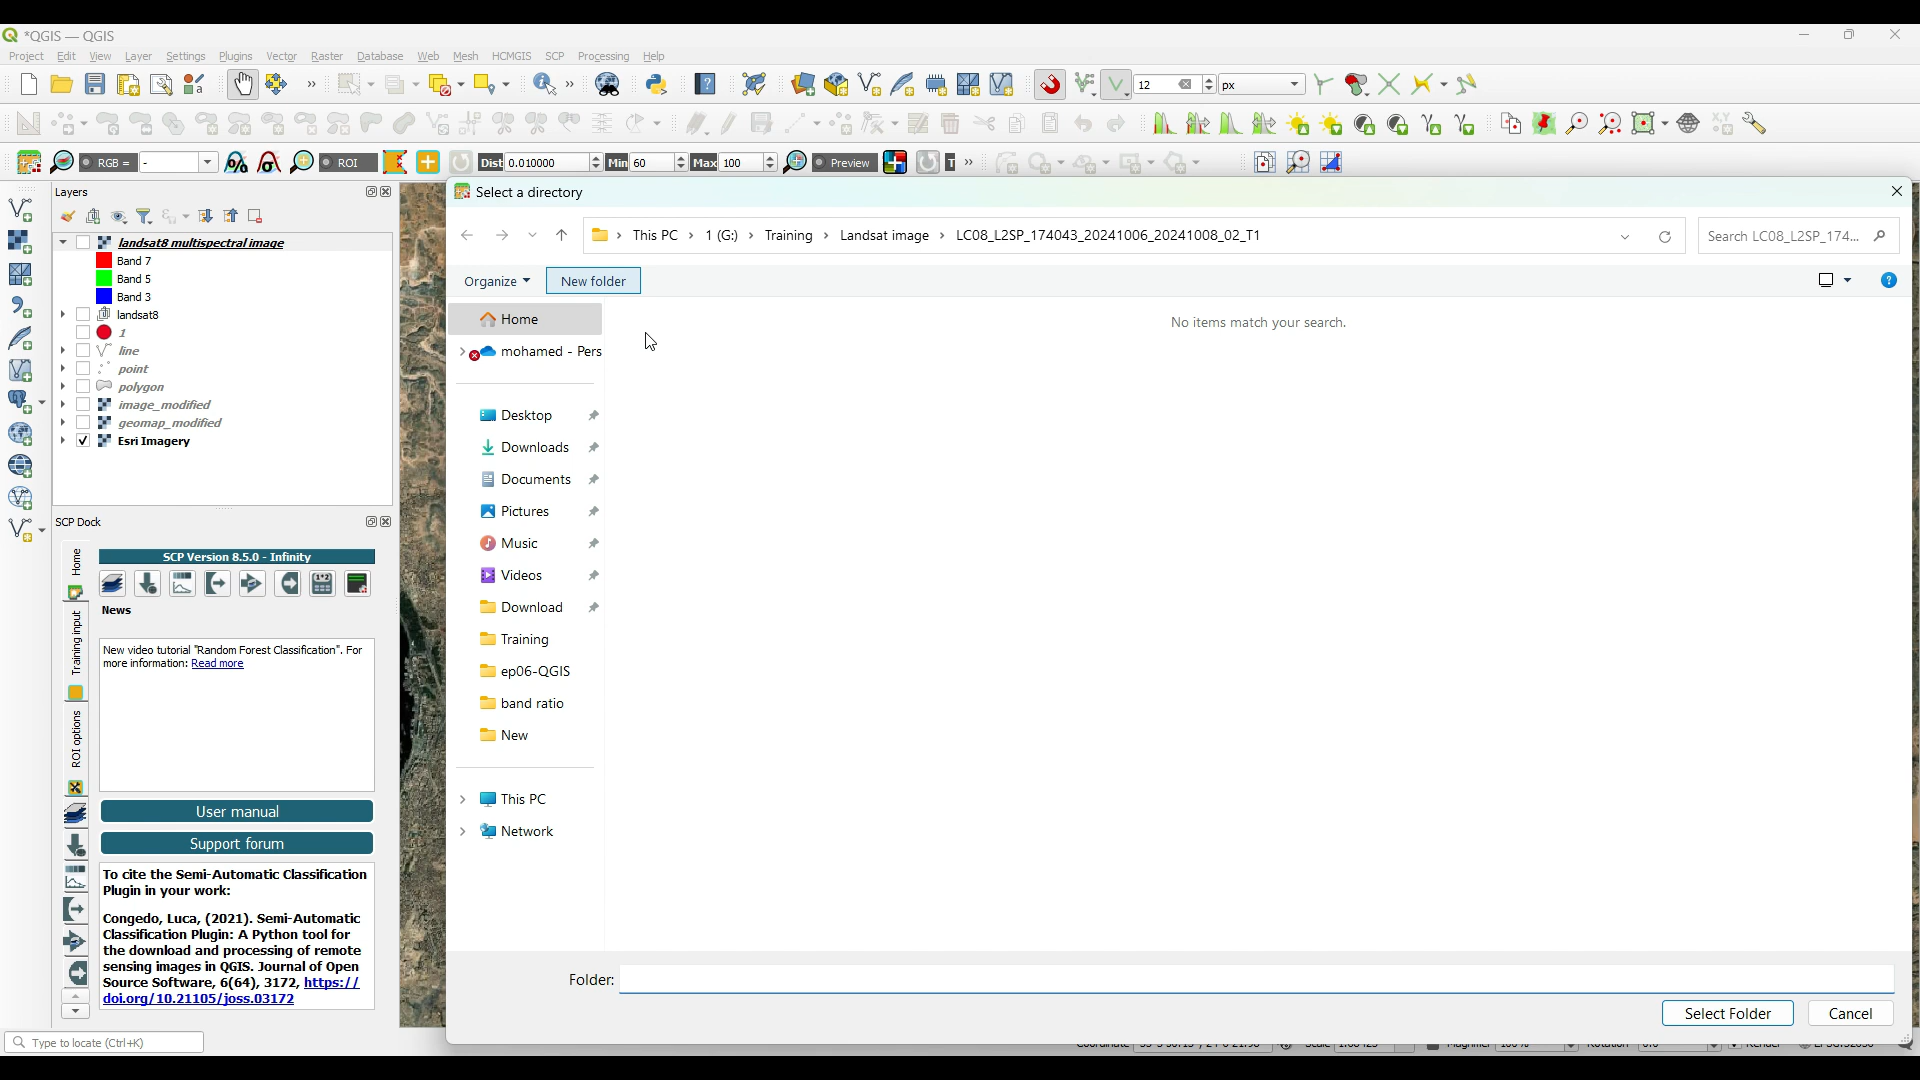 *QGIS — QGIS
Project Edit View Layer Settings Plugins Vector Raster Database Web Mesh HCMGIS SCP Processing Help
12 px
RGB = - ROI Dist 0.010000 Min 60 Max 100 Preview T
Layers
landsat8 multispectral image
Band 7
Band 5
Band 3
landsat8
1
line
point
polygon
image_modified
geomap_modified
Esri Imagery
SCP Dock
Home
Training input
ROI options
SCP Version 8.5.0 - Infinity
News
New video tutorial "Random Forest Classification". For
more information: Read more
User manual
Support forum
To cite the Semi-Automatic Classification
Plugin in your work:
Congedo, Luca, (2021). Semi-Automatic
Classification Plugin: A Python tool for
the download and processing of remote
sensing images in QGIS. Journal of Open
Source Software, 6(64), 3172, https://
doi.org/10.21105/joss.03172
Type to locate (Ctrl+K)
Select a directory
This PC › 1 (G:) › Training › Landsat image › LC08_L2SP_174043_20241006_20241008_02_T1
Search LC08_L2SP_174...
Organize New folder
Home
mohamed - Pers
Desktop
Downloads
Documents
Pictures
Music
Videos
Download
Training
ep06-QGIS
band ratio
New
This PC
Network
No items match your search.
Folder:
Select Folder Cancel